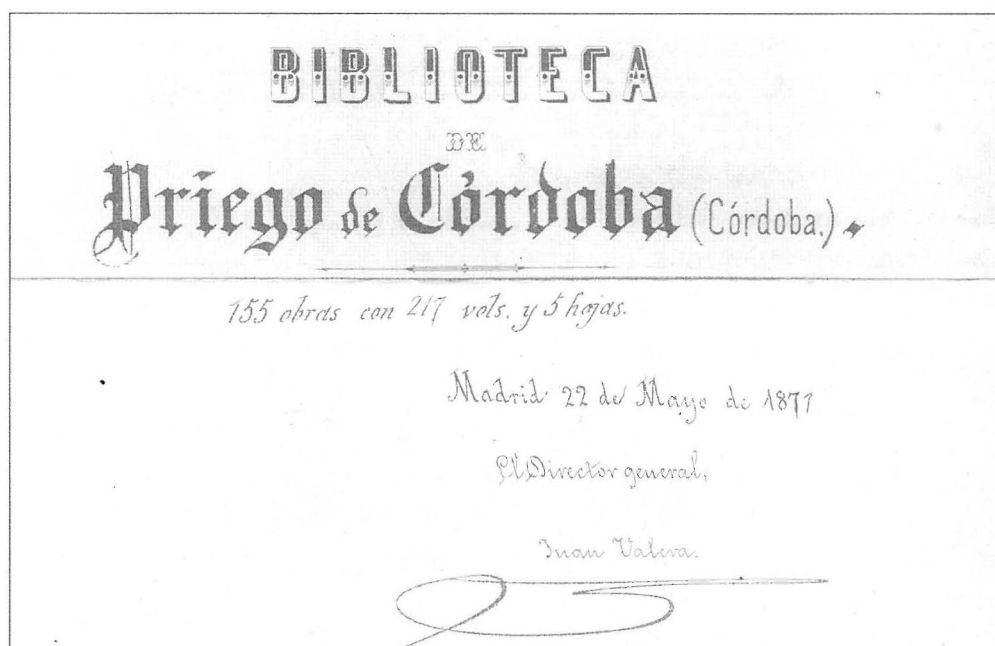 BIBLIOTECA
DE
Priego de Córdoba (Córdoba.)
155 obras con 217 vols. y 5 hojas.
Madrid 22 de Mayo de 1871
El Director general,
Juan Valera.